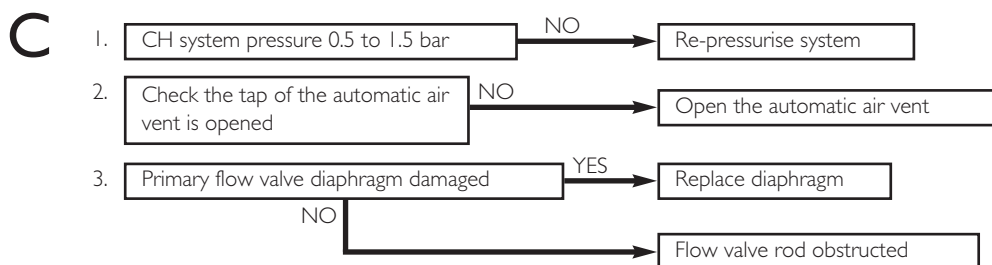 C
1. CH system pressure 0.5 to 1.5 bar NO Re-pressurise system
2. Check the tap of the automatic air NO Open the automatic air vent
vent is opened
3. Primary flow valve diaphragm damaged YES Replace diaphragm
NO
Flow valve rod obstructed